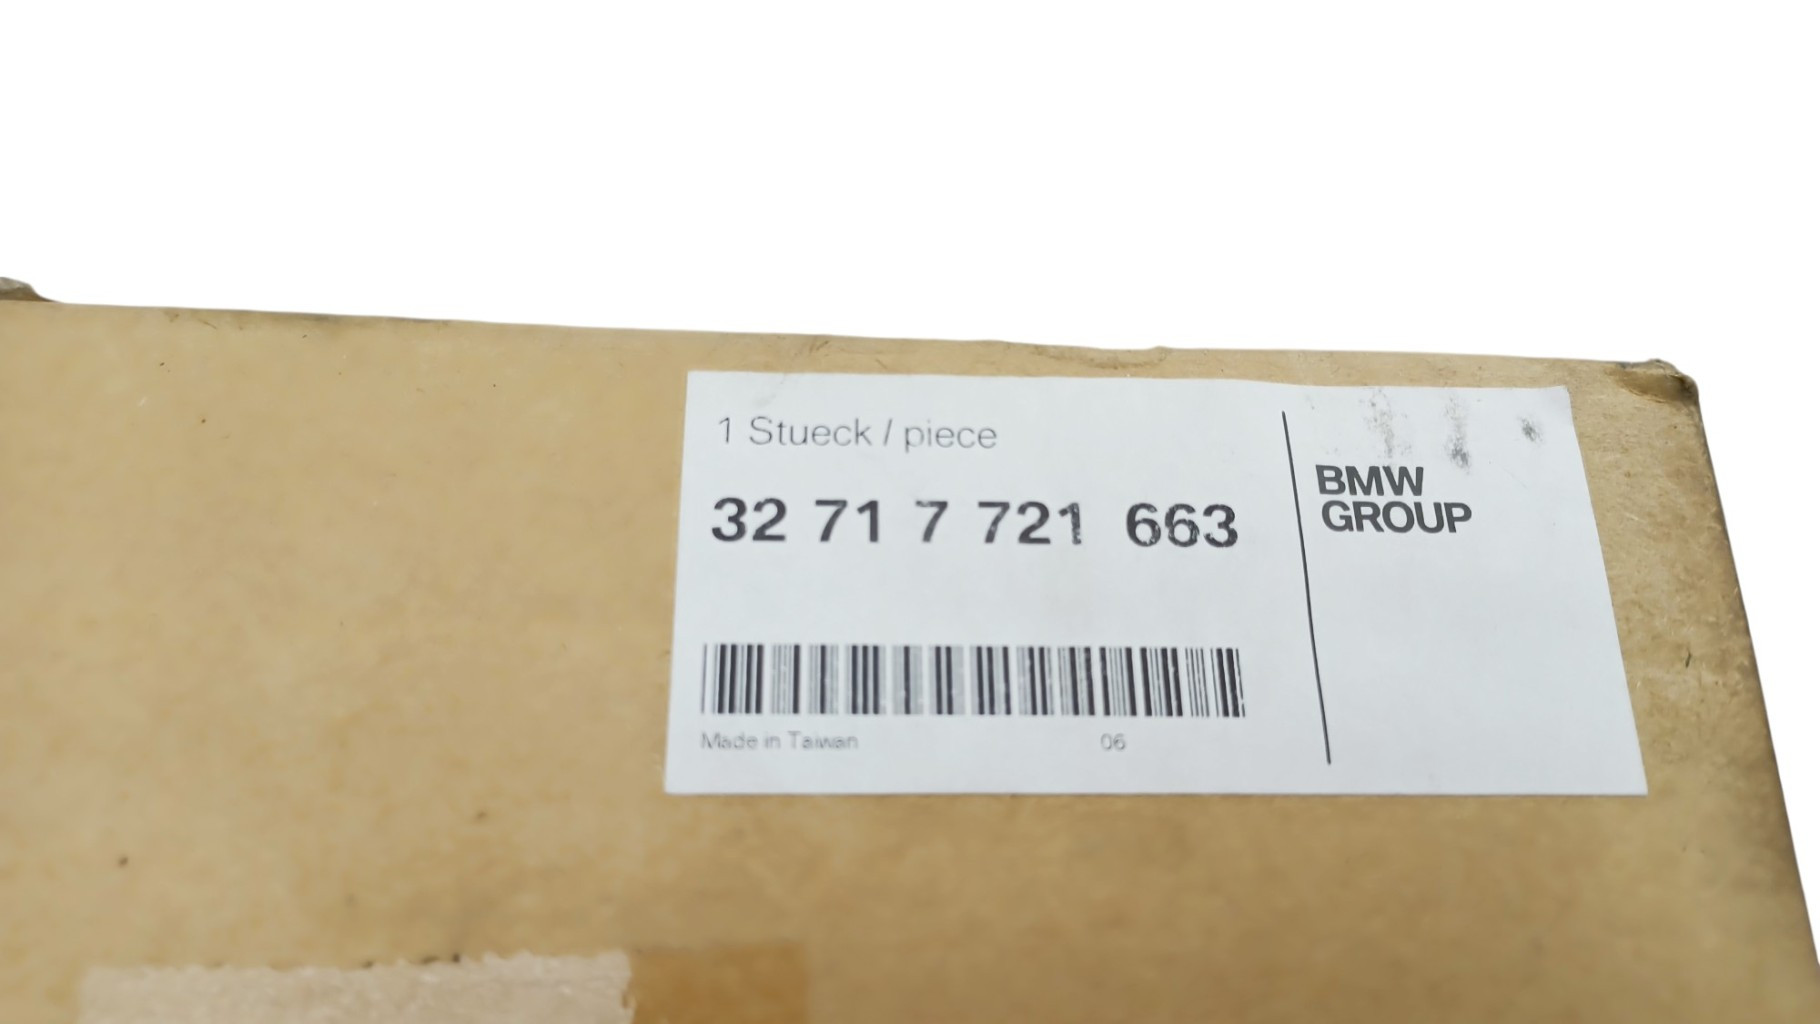 1 Stueck / piece
32 71 7 721 663
BMW
GROUP
Made in Taiwan
06